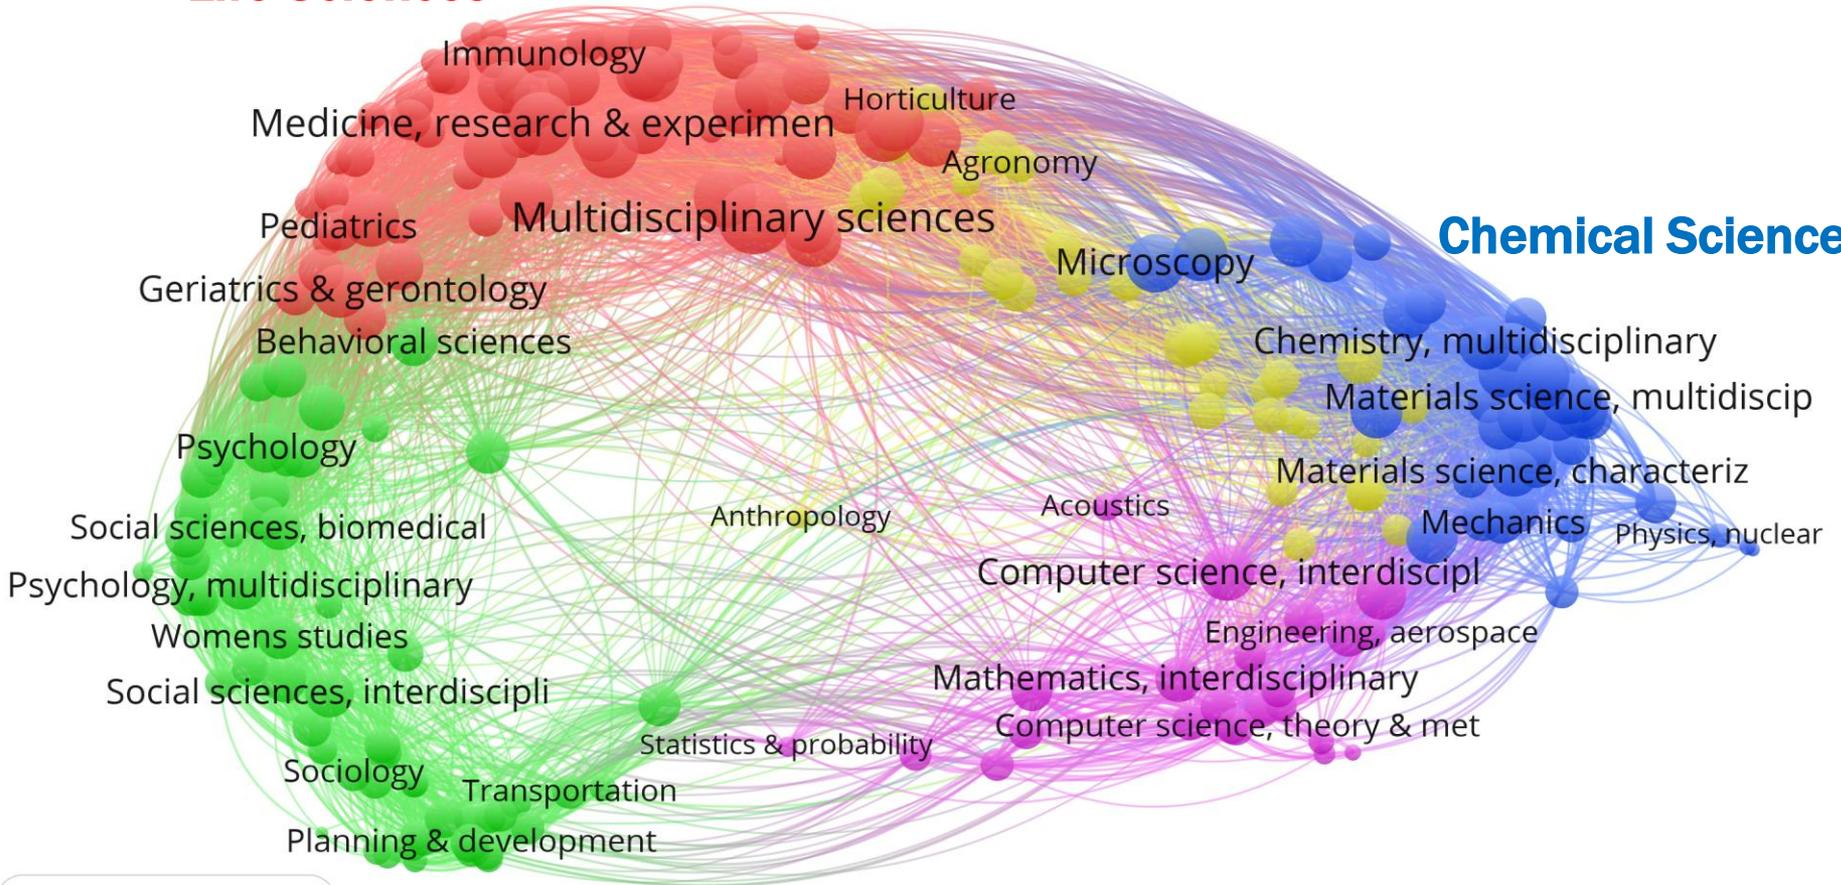 Immunology
Horticulture
Medicine, research & experimen
Agronomy
Multidisciplinary sciences
Pediatrics
Chemical Science
Microscopy
Geriatrics & gerontology
Behavioral sciences
Chemistry, multidisciplinary
Materials science, multidiscip
Psychology
Materials science, characteriz
Acoustics
Anthropology
Social sciences, biomedical
Mechanics
Physics, nuclear
Computer science, interdiscipl
Psychology, multidisciplinary
Womens studies
Engineering, aerospace
Mathematics, interdisciplinary
Social sciences, interdiscipli
Computer science, theory & met
Statistics & probability
Sociology
Transportation
Planning & development